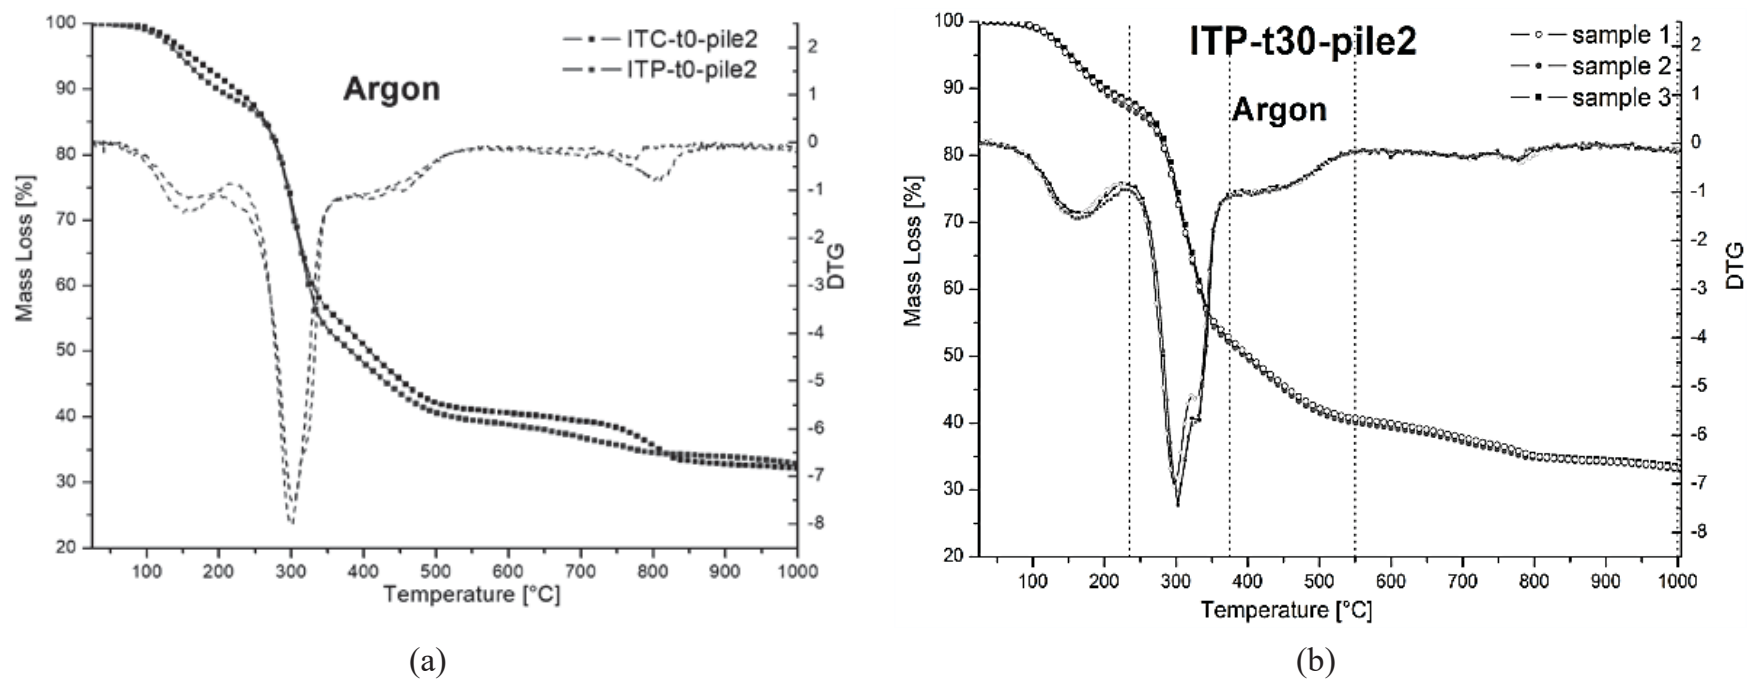 100
90
80
70
60
50
40
30
20
Mass Loss [%]
100 200 300 400 500 600 700 800 900 1000
Temperature [°C]
2
1
0
-1
-2
-3
-4
-5
-6
-7
-8
DTG
ITC-t0-pile2
ITP-t0-pile2
Argon
(a)
100
90
80
70
60
50
40
30
20
Mass Loss [%]
100 200 300 400 500 600 700 800 900 1000
Temperature [°C]
2
1
0
-1
-2
-3
-4
-5
-6
-7
-8
DTG
ITP-t30-pile2
Argon
sample 1
sample 2
sample 3
(b)